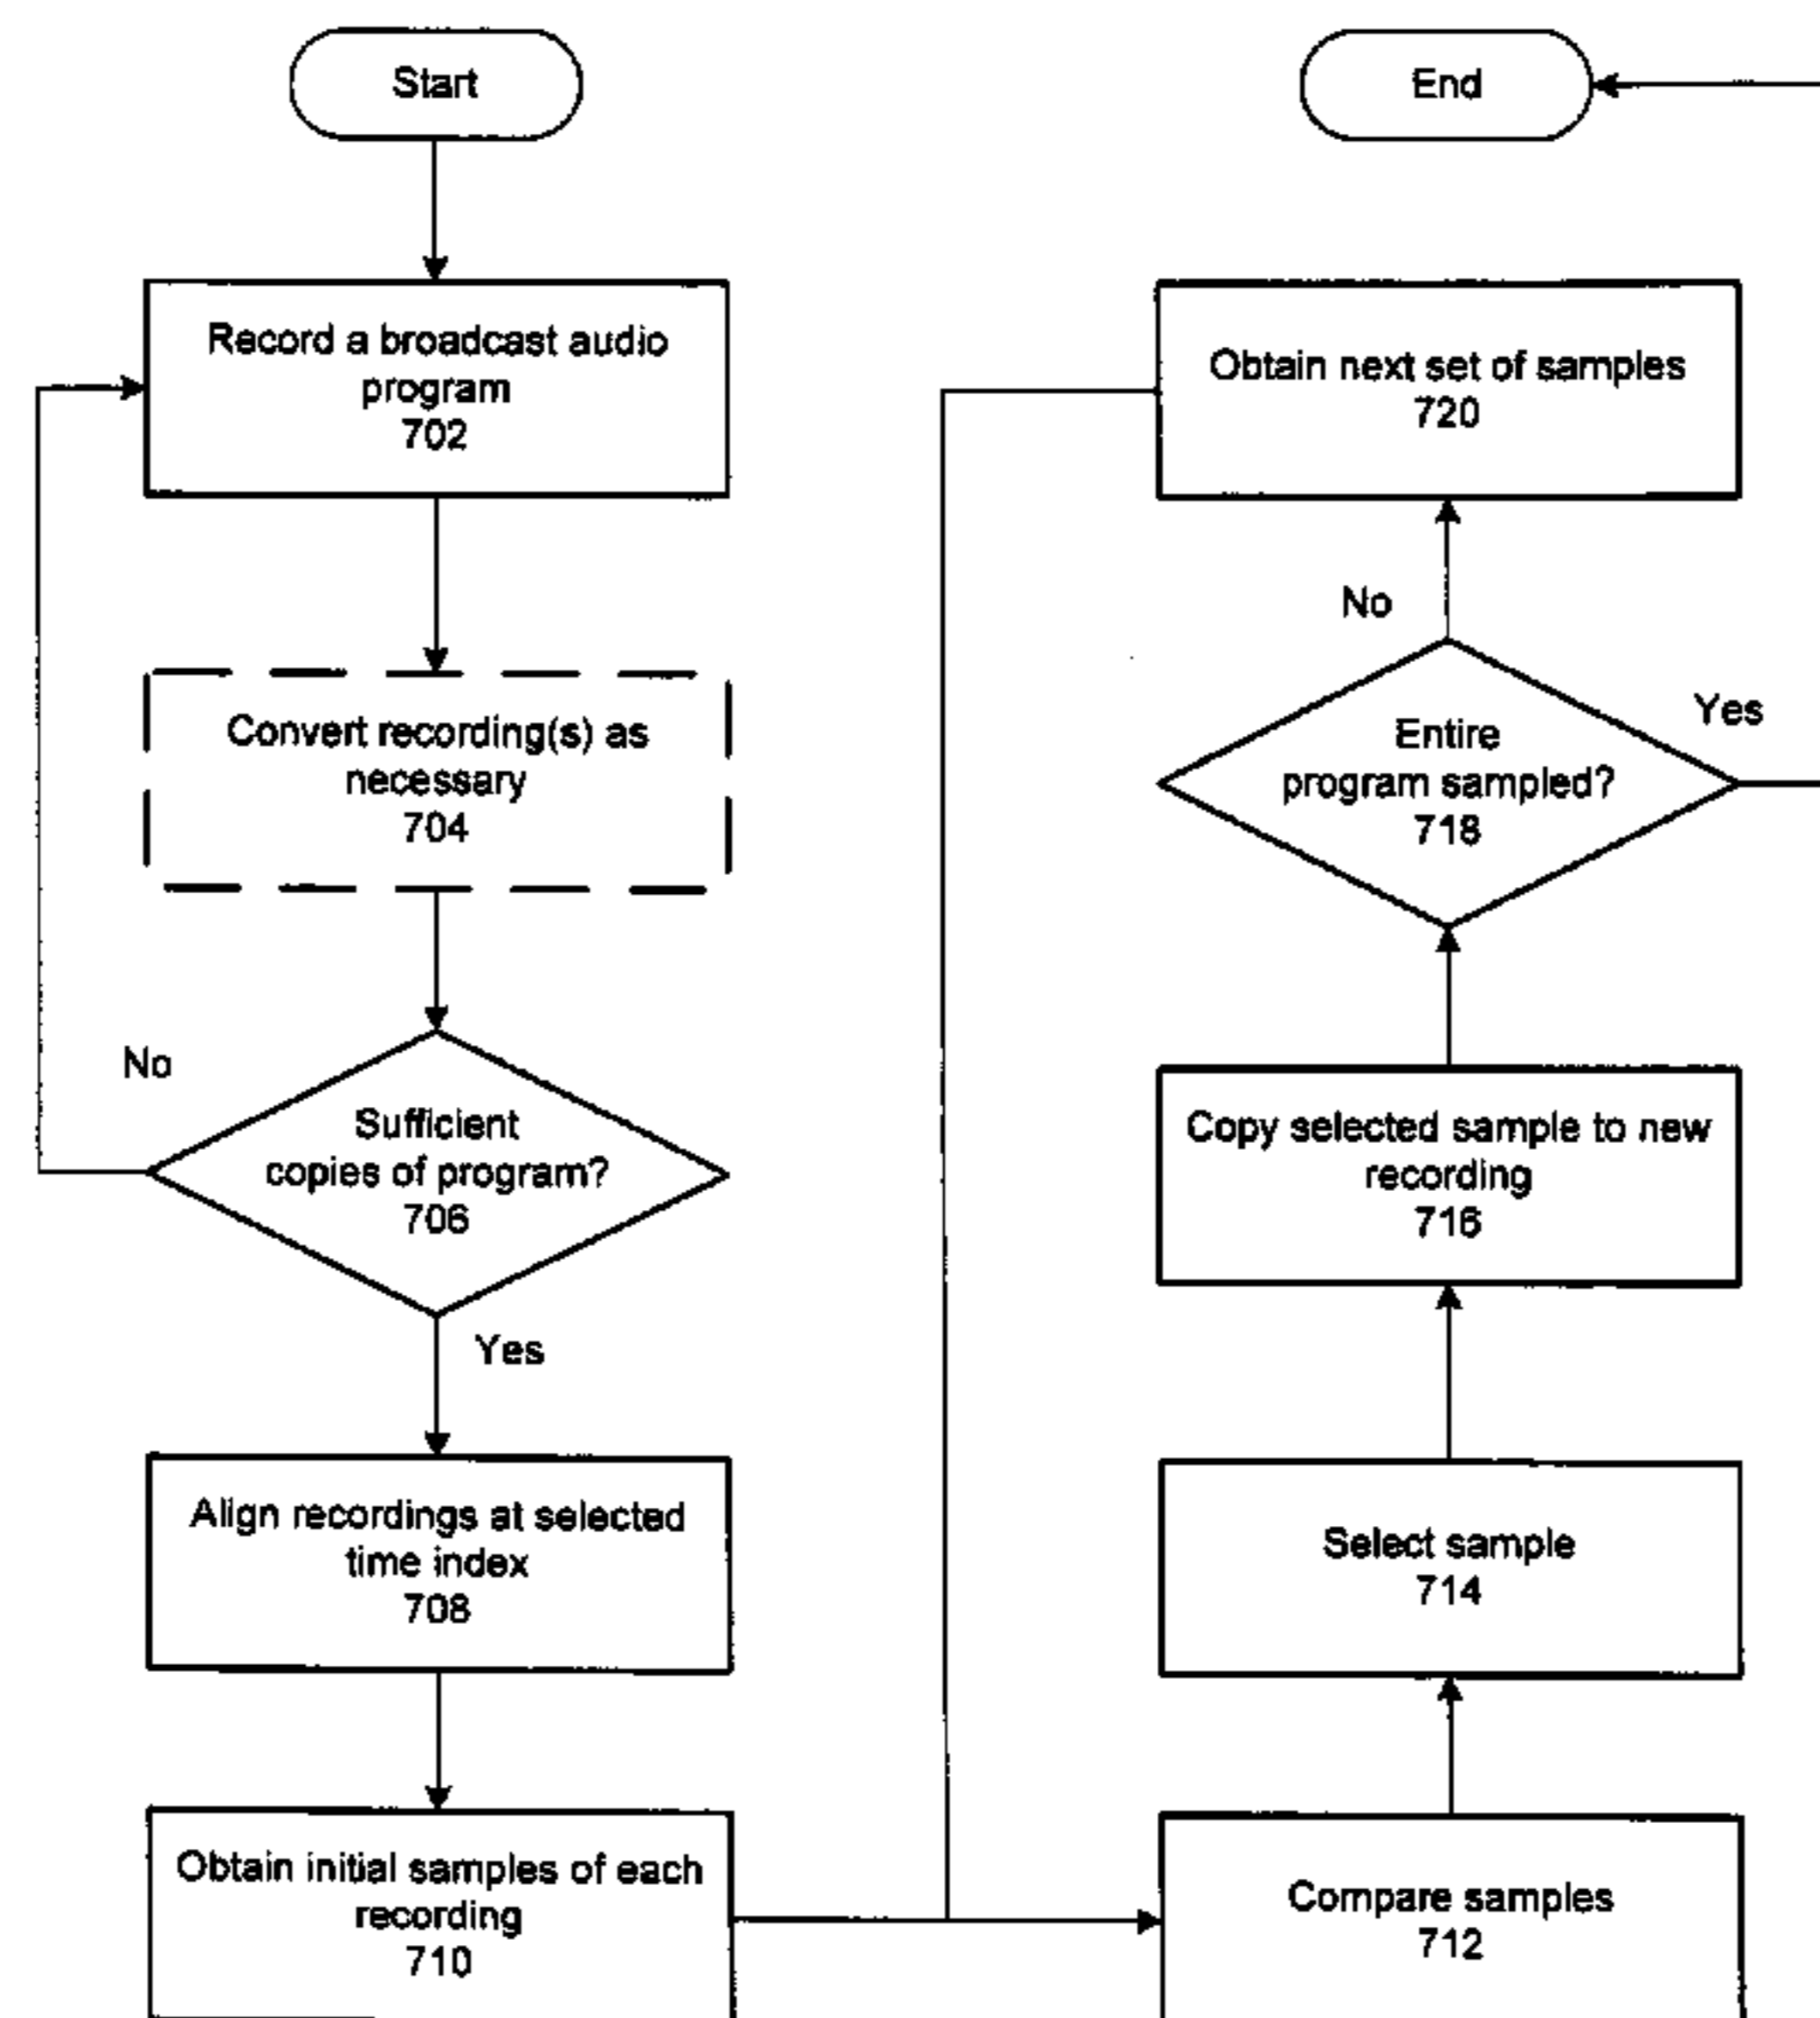 Start
Record a broadcast audio
program
702
Convert recording(s) as
necessary
704
No
Sufficient
copies of program?
706
Yes
Align recordings at selected
time index
708
Obtain initial samples of each
recording
710
End
Obtain next set of samples
720
No
Yes
Entire
program sampled?
718
Copy selected sample to new
recording
716
Select sample
714
Compare samples
712